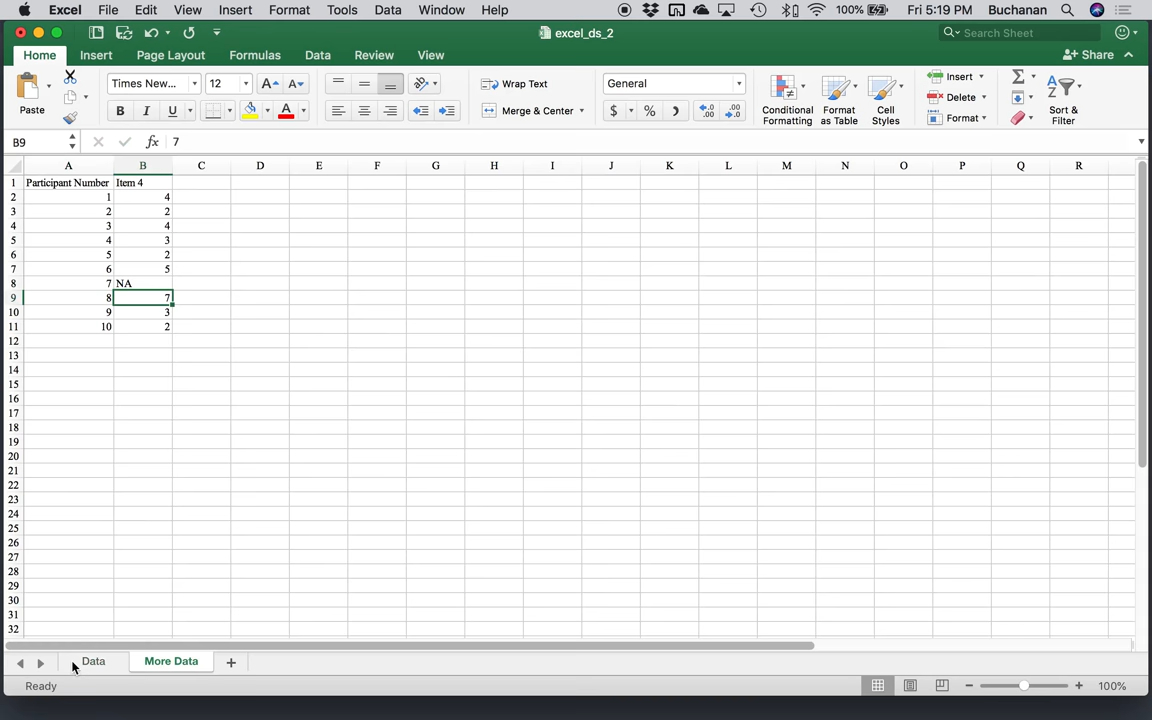 Excel File Edit View Insert Format Tools Data Window Help 100% Fri 5:19 PM Buchanan
excel_ds_2 Search Sheet
Home Insert Page Layout Formulas Data Review View Share
Paste Times New... 12 Wrap Text General Conditional Formatting Format as Table Cell Styles Insert Sort & Filter
B I U A Merge & Center $ % Delete
Format
B9 fx 7
A B C D E F G H I J K L M N O P Q R
1 Participant Number Item 4
2 1 4
3 2 2
4 3 4
5 4 3
6 5 2
7 6 5
8 7 NA
9 8 7
10 9 3
11 10 2
12
13
14
15
16
17
18
19
20
21
22
23
24
25
26
27
28
29
30
31
32
Data More Data +
Ready 100%